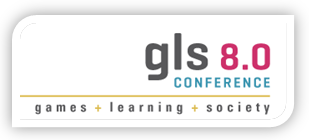 gls 8.0
CONFERENCE
games + learning + society